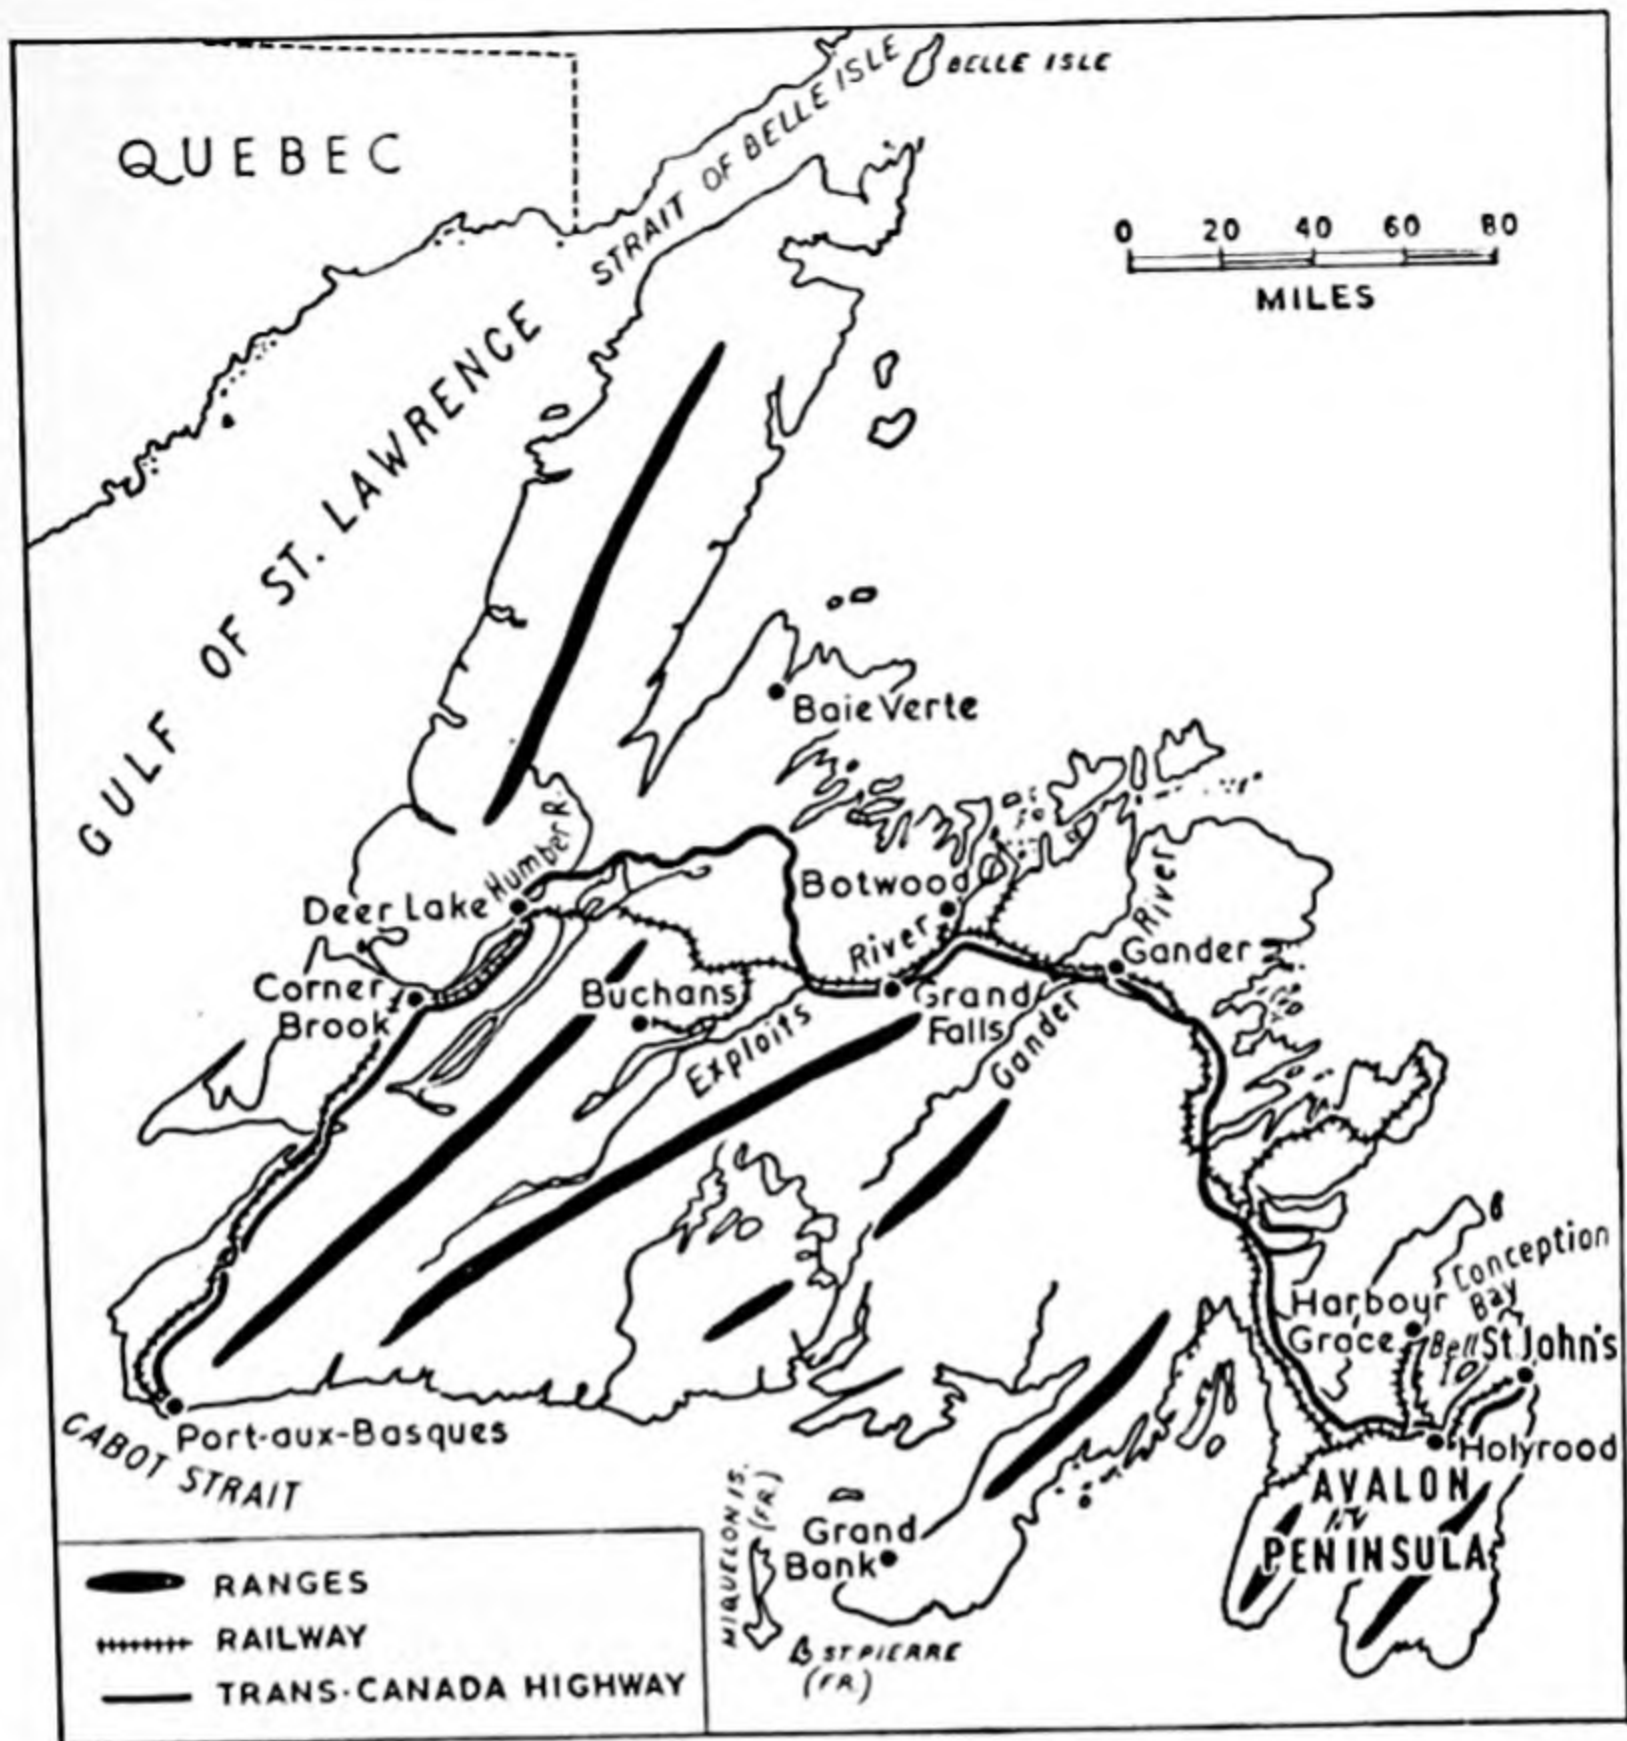 BELLE ISLE
QUEBEC
STRAIT OF BELLE ISLE
0 20 40 60 80
MILES
GULF OF ST. LAWRENCE
Baie Verte
Humber R.
Deer Lake
Botwood
River
River
Gander
Corner
Brook
Buchans
Grand
Falls
Exploits
Gander
Conception
Bay
Harbour
Grace
Bell
St John's
Port-aux-Basques
CABOT STRAIT
Holyrood
AVALON
PENINSULA
MIQUELON IS.
(FR.)
Grand
Bank
ST PIERRE
(FR.)
RANGES
RAILWAY
TRANS-CANADA HIGHWAY